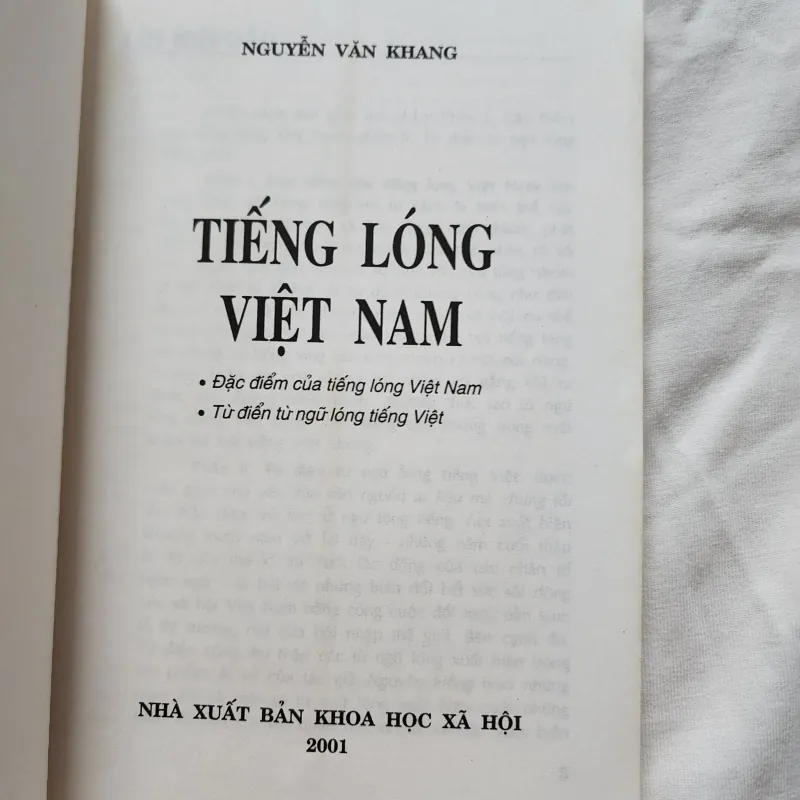 NGUYỄN VĂN KHANG
TIẾNG LÓNG
VIỆT NAM
• Đặc điểm của tiếng lóng Việt Nam
• Từ điển từ ngữ lóng tiếng Việt
NHÀ XUẤT BẢN KHOA HỌC XÃ HỘI
2001